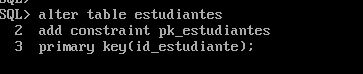 SQL> alter table estudiantes
2 add constraint pk_estudiantes
3 primary key(id_estudiante);